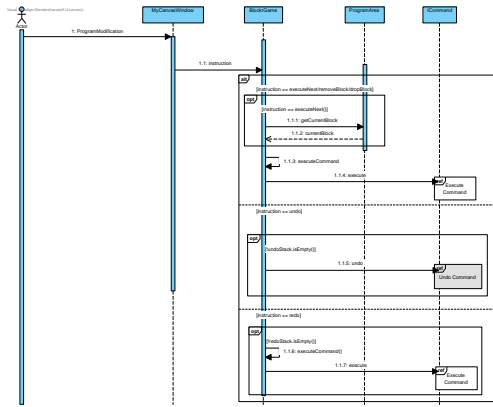 Actor
MyCanvasWindow
BlockrGame
ProgramArea
ICommand
1: ProgramModification
1.1: instruction
alt
[instruction == executeNext/removeBlock/dropBlock]
opt
[instruction == executeNext()]
1.1.1: getCurrentBlock
1.1.2: currentBlock
1.1.3: executeCommand
1.1.4: execute
ref
Execute
Command
[instruction == undo]
opt
[!undoStack.isEmpty()]
1.1.5: undo
ref
Undo Command
[instruction == redo]
opt
[!redoStack.isEmpty()]
1.1.6: executeCommand()
1.1.7: execute
ref
Execute
Command